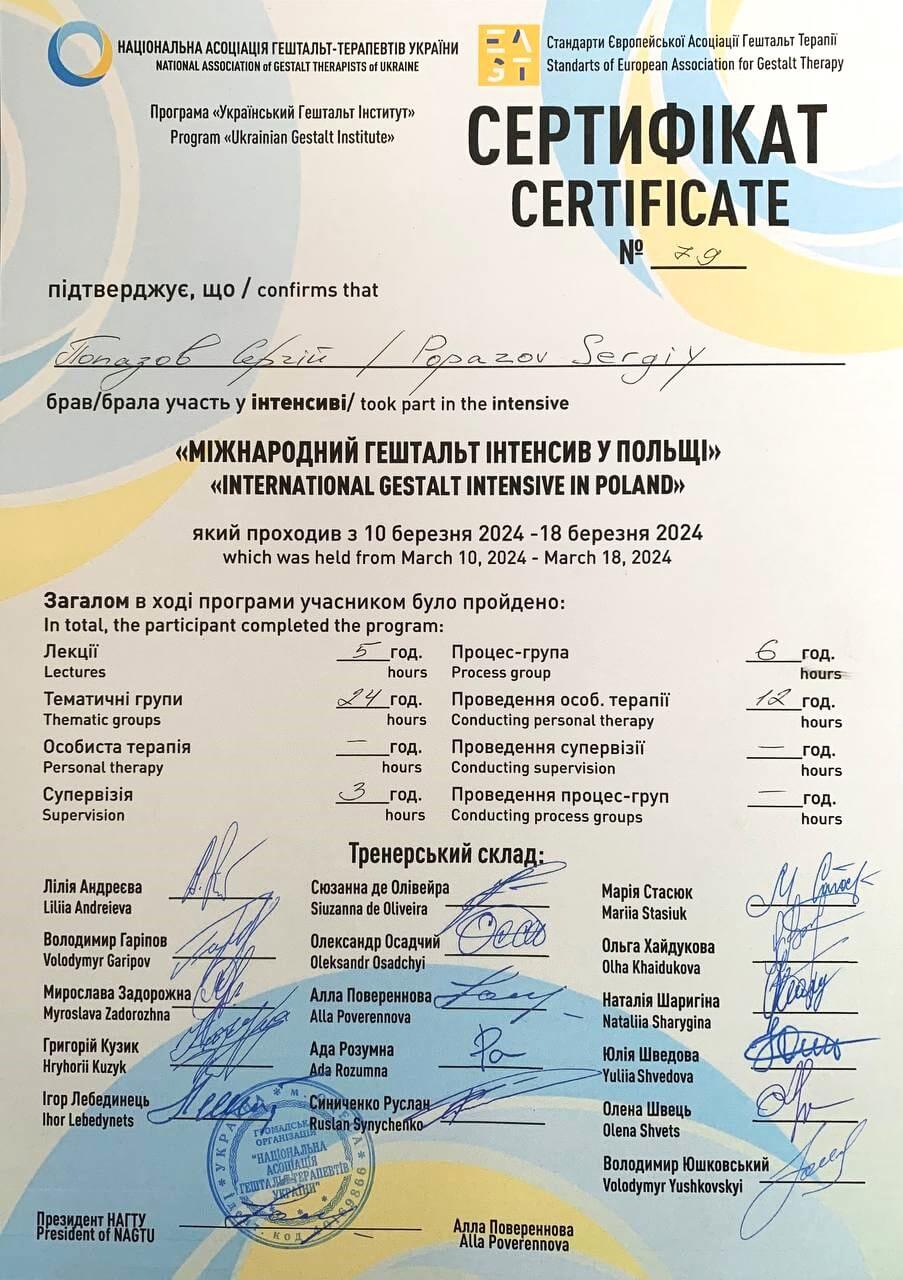 НАЦІОНАЛЬНА АСОЦІАЦІЯ ГЕШТАЛЬТ-ТЕРАПЕВТІВ УКРАЇНИ
NATIONAL ASSOCIATION of GESTALT THERAPISTS of UKRAINE
EAGT
Стандарти Європейської Асоціації Гештальт Терапії
Standarts of European Association for Gestalt Therapy
Програма «Український Гештальт Інститут»
Program «Ukrainian Gestalt Institute»
СЕРТИФІКАТ
CERTIFICATE
№ 79
підтверджує, що / confirms that
Попазов Сергій / Popazov Sergiy
брав/брала участь у інтенсиві/ took part in the intensive
«МІЖНАРОДНИЙ ГЕШТАЛЬТ ІНТЕНСИВ У ПОЛЬЩІ»
«INTERNATIONAL GESTALT INTENSIVE IN POLAND»
який проходив з 10 березня 2024 -18 березня 2024
which was held from March 10, 2024 - March 18, 2024
Загалом в ході програми учасником було пройдено:
In total, the participant completed the program:
Лекції 5 год.
Lectures hours
Тематичні групи 24 год.
Thematic groups hours
Особиста терапія — год.
Personal therapy hours
Супервізія 3 год.
Supervision hours
Процес-група 6 год.
Process group hours
Проведення особ. терапії 12 год.
Conducting personal therapy hours
Проведення супервізії — год.
Conducting supervision hours
Проведення процес-груп — год.
Conducting process groups hours
Тренерський склад:
Лілія Андреєва
Liliia Andreieva
Володимир Гаріпов
Volodymyr Garipov
Мирослава Задорожна
Myroslava Zadorozhna
Григорій Кузик
Hryhorii Kuzyk
Ігор Лебединець
Ihor Lebedynets
Сюзанна де Олівейра
Siuzanna de Oliveira
Олександр Осадчий
Oleksandr Osadchyi
Алла Повереннова
Alla Poverennova
Ада Розумна
Ada Rozumna
Синиченко Руслан
Ruslan Synychenko
Марія Стасюк
Mariia Stasiuk
Ольга Хайдукова
Olha Khaidukova
Наталія Шаригіна
Nataliia Sharygina
Юлія Шведова
Yuliia Shvedova
Олена Швець
Olena Shvets
Володимир Юшковський
Volodymyr Yushkovskyi
ГРОМАДСЬКА
ОРГАНІЗАЦІЯ
"НАЦІОНАЛЬНА
АСОЦІАЦІЯ
ГЕШТАЛЬТ-ТЕРАПЕВТІВ
УКРАЇНИ"
Президент НАГТУ
President of NAGTU
Алла Повереннова
Alla Poverennova